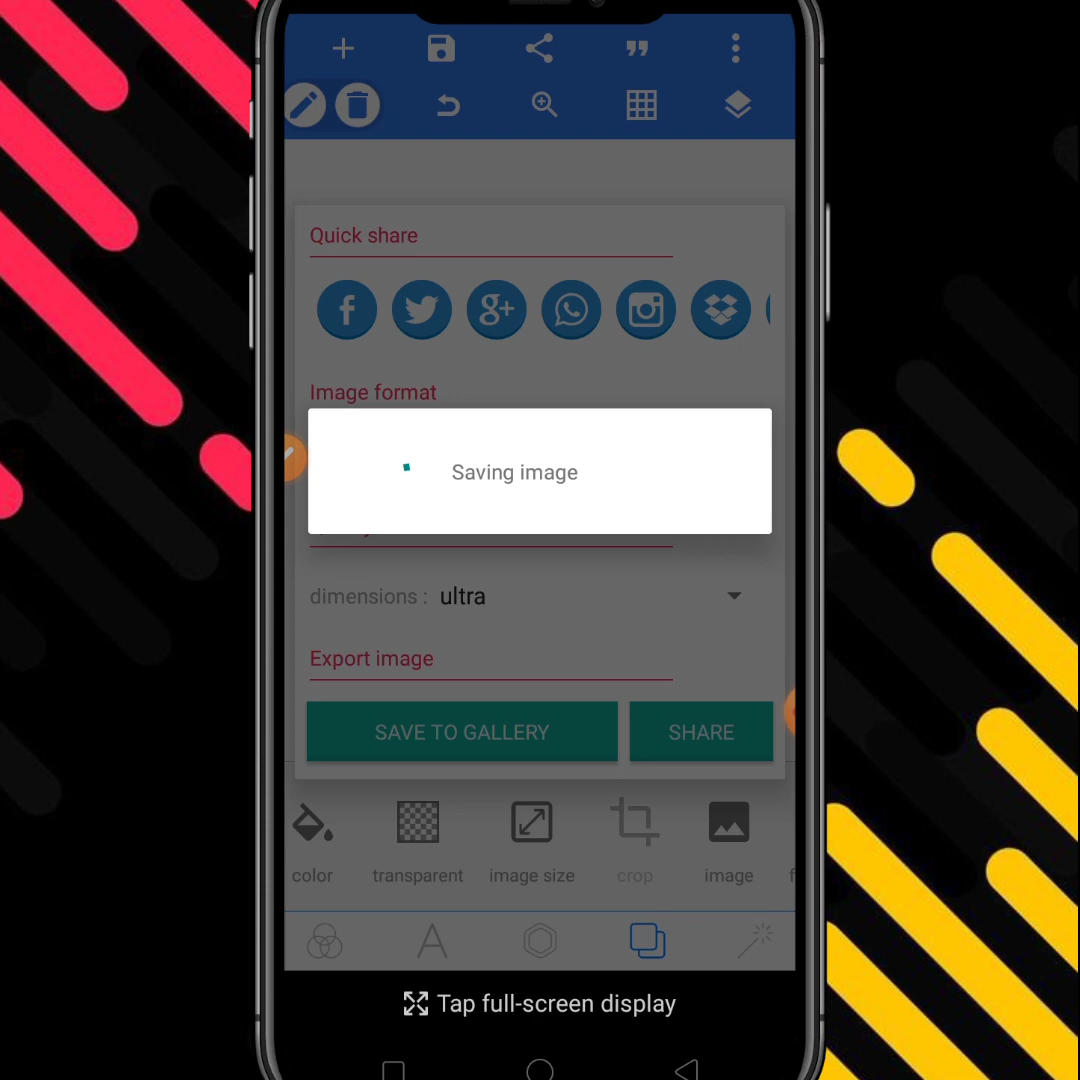 Quick share
Image format
Saving image
dimensions : ultra
Export image
SAVE TO GALLERY
SHARE
color
transparent
image size
crop
image
Tap full-screen display